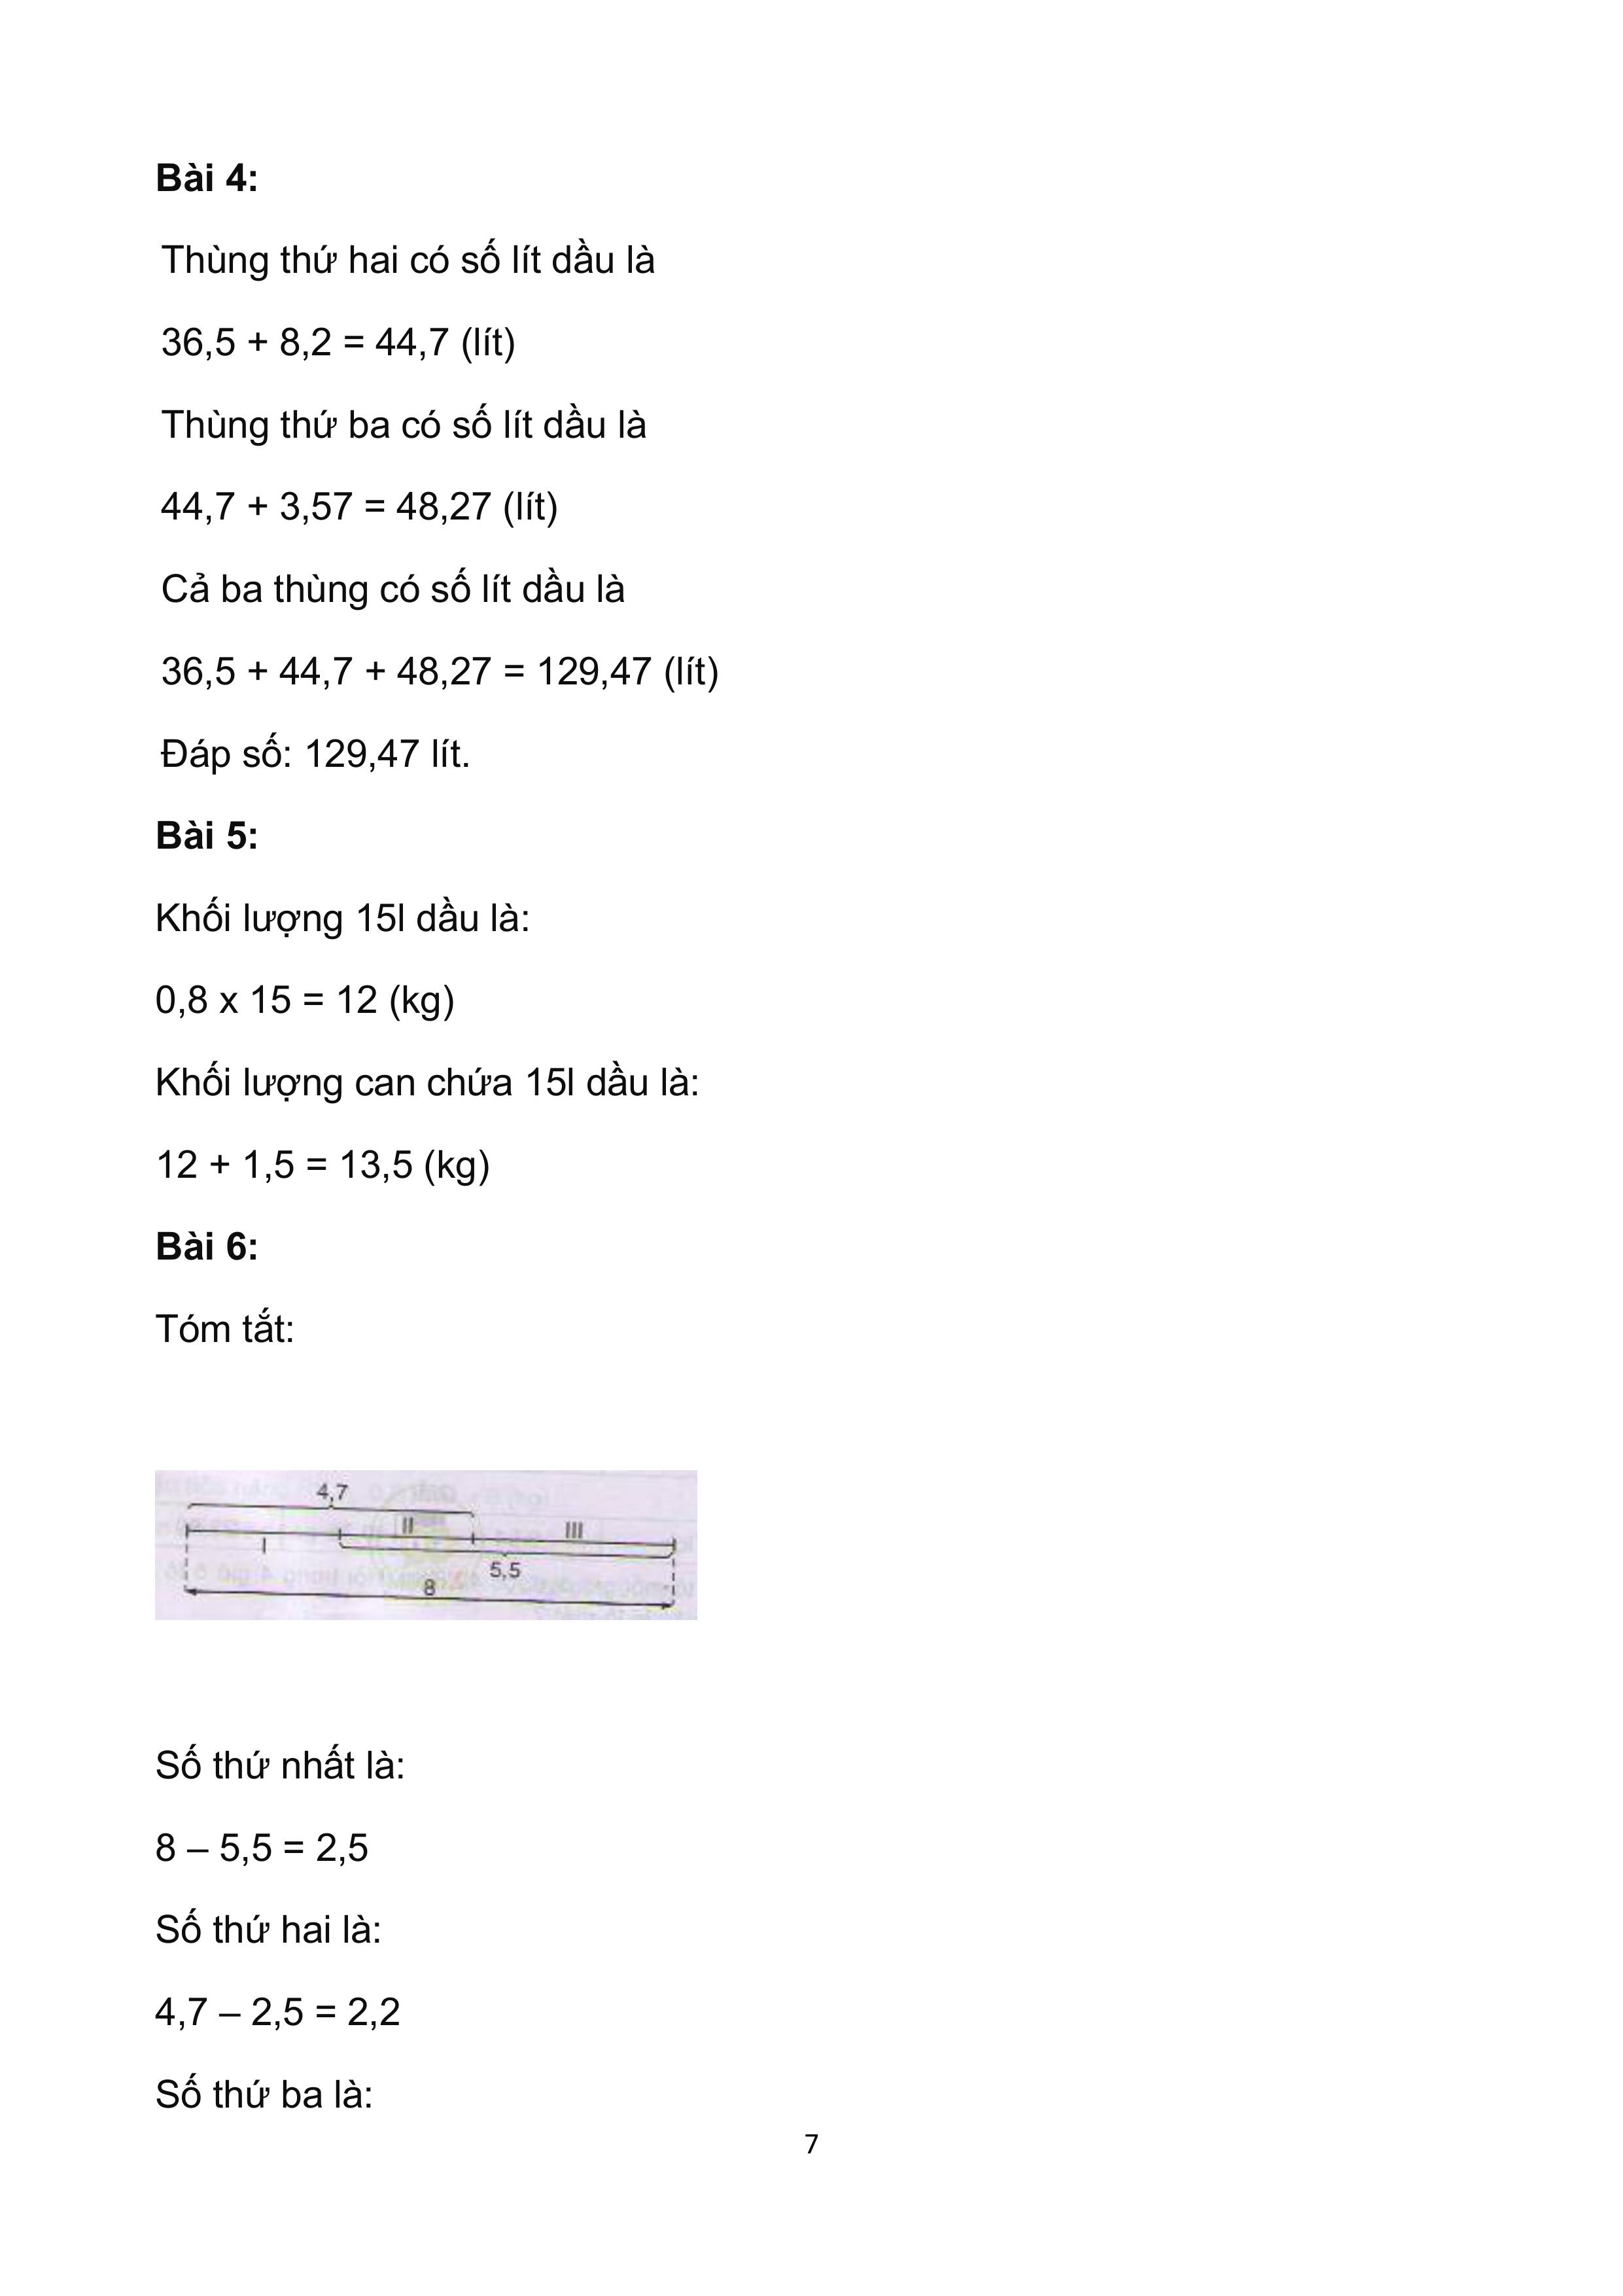 Bài 4:
Thùng thứ hai có số lít dầu là
36,5 + 8,2 = 44,7 (lít)
Thùng thứ ba có số lít dầu là
44,7 + 3,57 = 48,27 (lít)
Cả ba thùng có số lít dầu là
36,5 + 44,7 + 48,27 = 129,47 (lít)
Đáp số: 129,47 lít.
Bài 5:
Khối lượng 15l dầu là:
0,8 x 15 = 12 (kg)
Khối lượng can chứa 15l dầu là:
12 + 1,5 = 13,5 (kg)
Bài 6:
Tóm tắt:
4,7
II III
I
5,5
8
Số thứ nhất là:
8 – 5,5 = 2,5
Số thứ hai là:
4,7 – 2,5 = 2,2
Số thứ ba là:
7